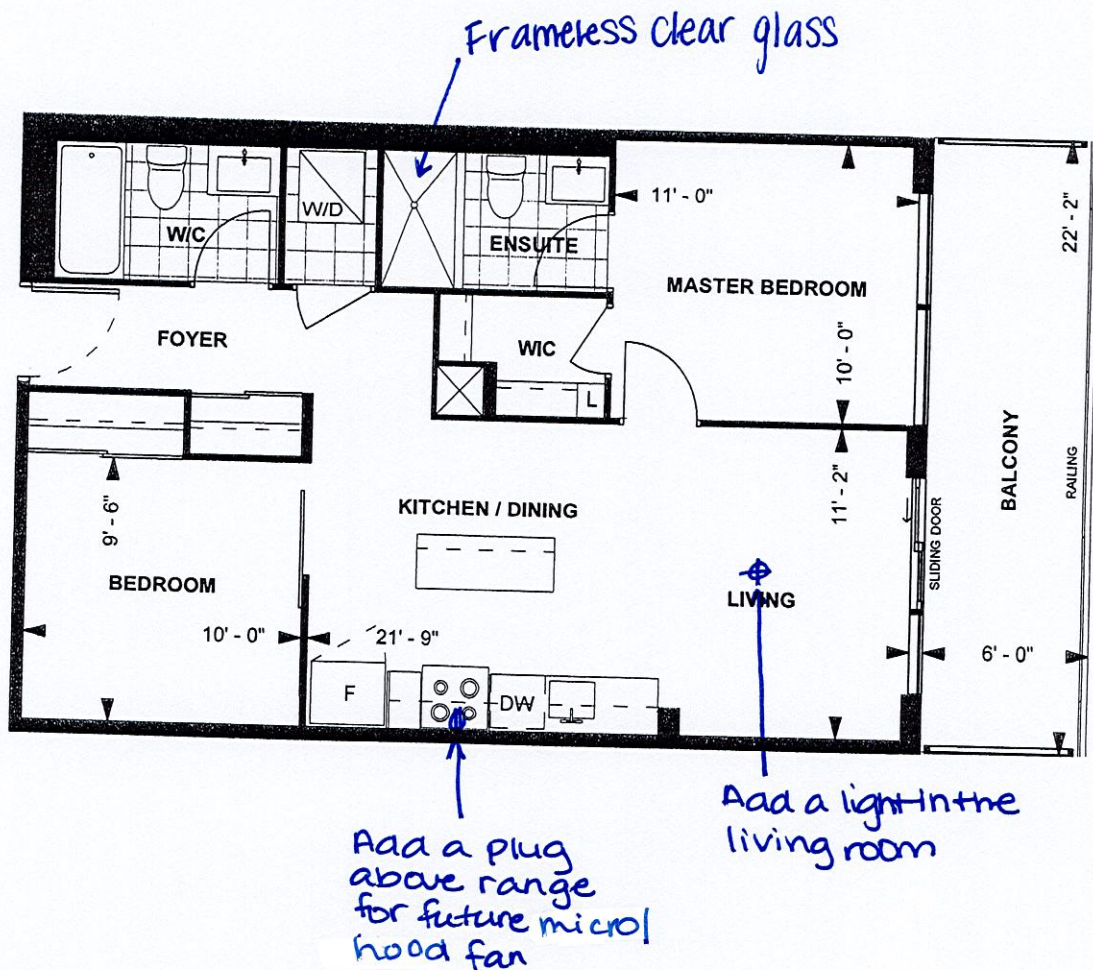 Frameless clear glass
W/C
W/D
ENSUITE
11' - 0"
22' - 2"
MASTER BEDROOM
FOYER
WIC
10' - 0"
L
BALCONY
RAILING
9' - 6"
KITCHEN / DINING
11' - 2"
SLIDING DOOR
BEDROOM
LIVING
10' - 0"
21' - 9"
6' - 0"
F
DW
Add a light in the
living room
Add a plug
above range
for future micro/
hood fan